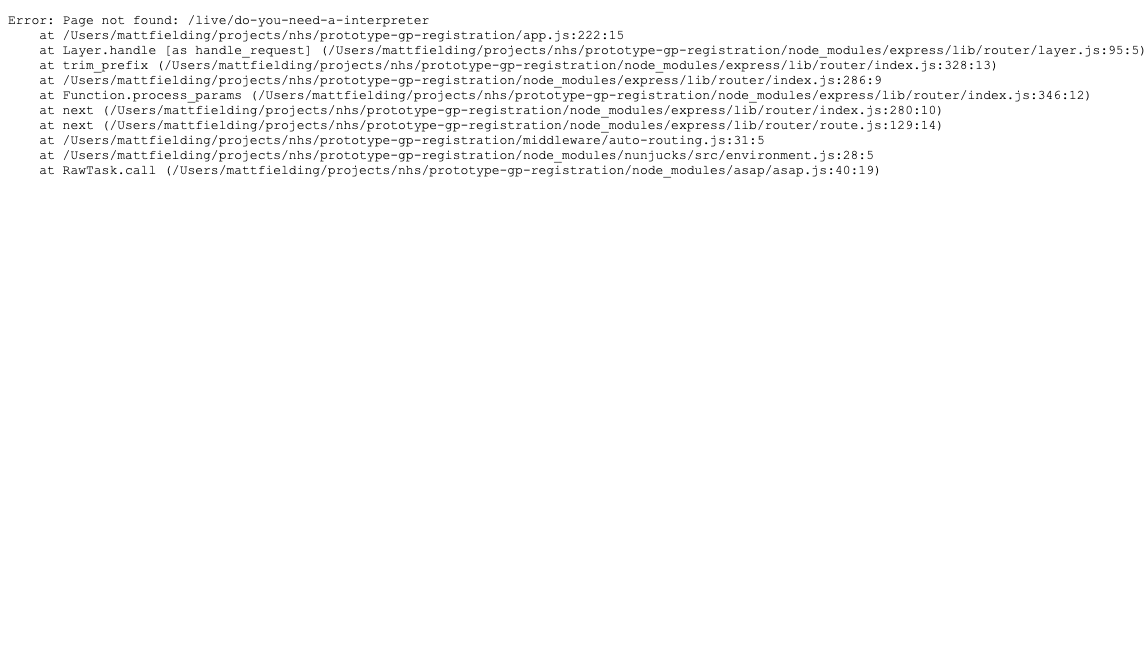 Error: Page not found: /live/do-you-need-a-interpreter
at /Users/mattfielding/projects/nhs/prototype-gp-registration/app.js:222:15
at Layer.handle [as handle_request] (/Users/mattfielding/projects/nhs/prototype-gp-registration/node_modules/express/lib/router/layer.js:95:5)
at trim_prefix (/Users/mattfielding/projects/nhs/prototype-gp-registration/node_modules/express/lib/router/index.js:328:13)
at /Users/mattfielding/projects/nhs/prototype-gp-registration/node_modules/express/lib/router/index.js:286:9
at Function.process_params (/Users/mattfielding/projects/nhs/prototype-gp-registration/node_modules/express/lib/router/index.js:346:12)
at next (/Users/mattfielding/projects/nhs/prototype-gp-registration/node_modules/express/lib/router/index.js:280:10)
at next (/Users/mattfielding/projects/nhs/prototype-gp-registration/node_modules/express/lib/router/route.js:129:14)
at /Users/mattfielding/projects/nhs/prototype-gp-registration/middleware/auto-routing.js:31:5
at /Users/mattfielding/projects/nhs/prototype-gp-registration/node_modules/nunjucks/src/environment.js:28:5
at RawTask.call (/Users/mattfielding/projects/nhs/prototype-gp-registration/node_modules/asap/asap.js:40:19)